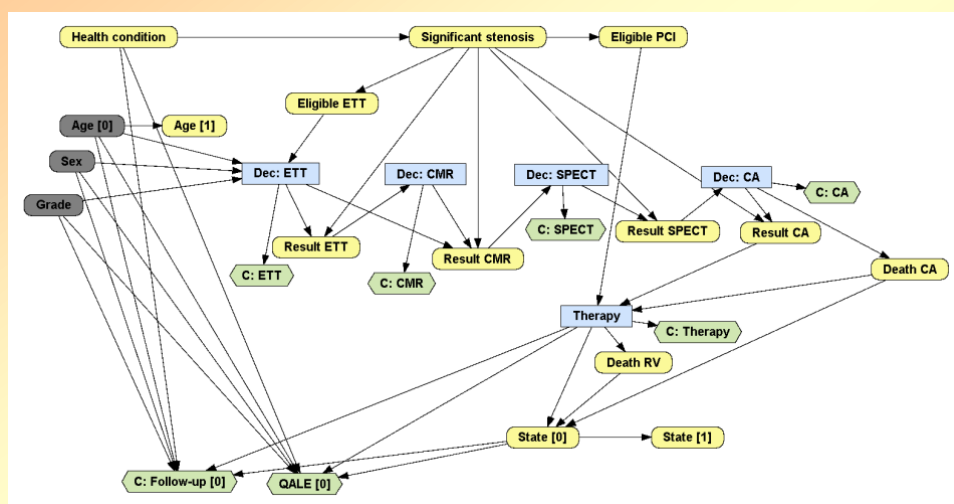 Health condition
Significant stenosis
Eligible PCI
Eligible ETT
Age [0]
Age [1]
Sex
Dec: ETT
Dec: CMR
Dec: SPECT
Dec: CA
C: CA
Grade
C: SPECT
Result SPECT
Result CA
Result ETT
Result CMR
C: ETT
C: CMR
Death CA
Therapy
C: Therapy
Death RV
State [0]
State [1]
C: Follow-up [0]
QALE [0]